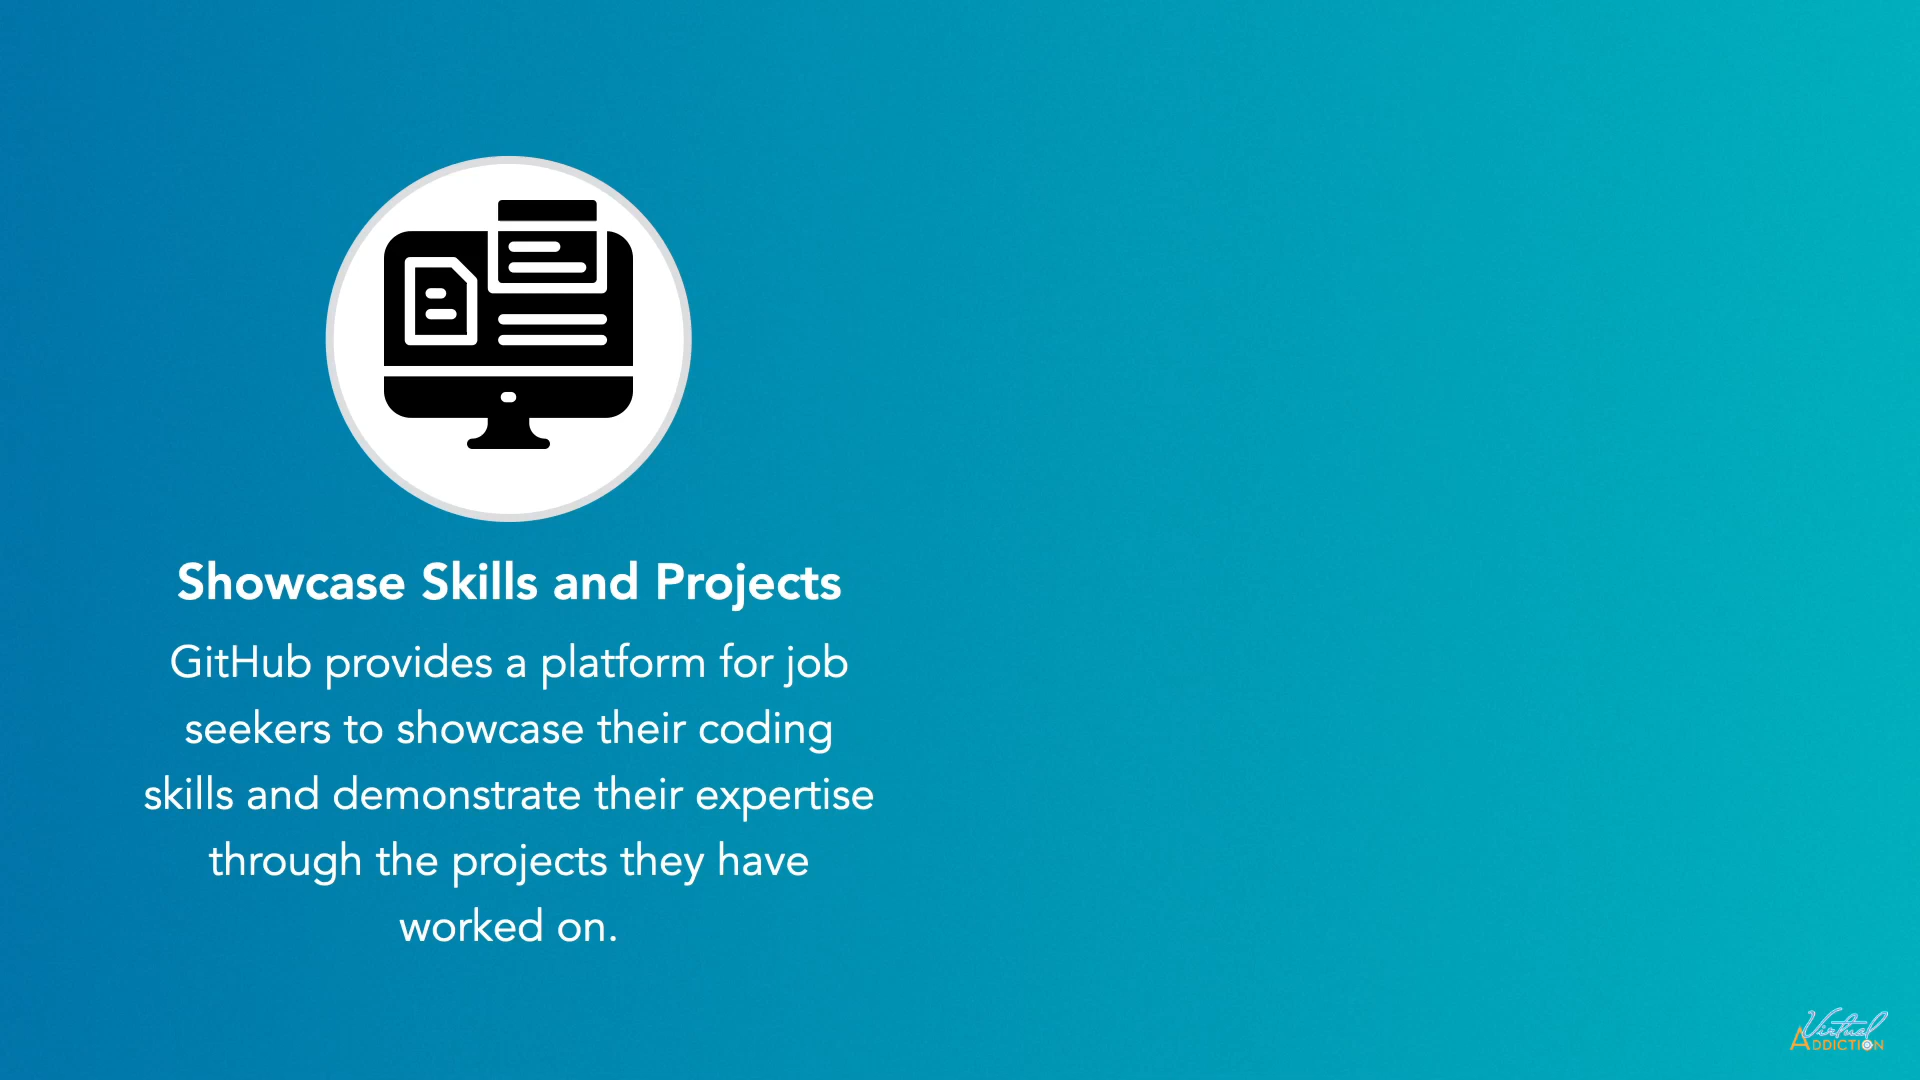 Showcase Skills and Projects
GitHub provides a platform for job
seekers to showcase their coding
skills and demonstrate their expertise
through the projects they have
worked on.
Virtual
ADDICTION